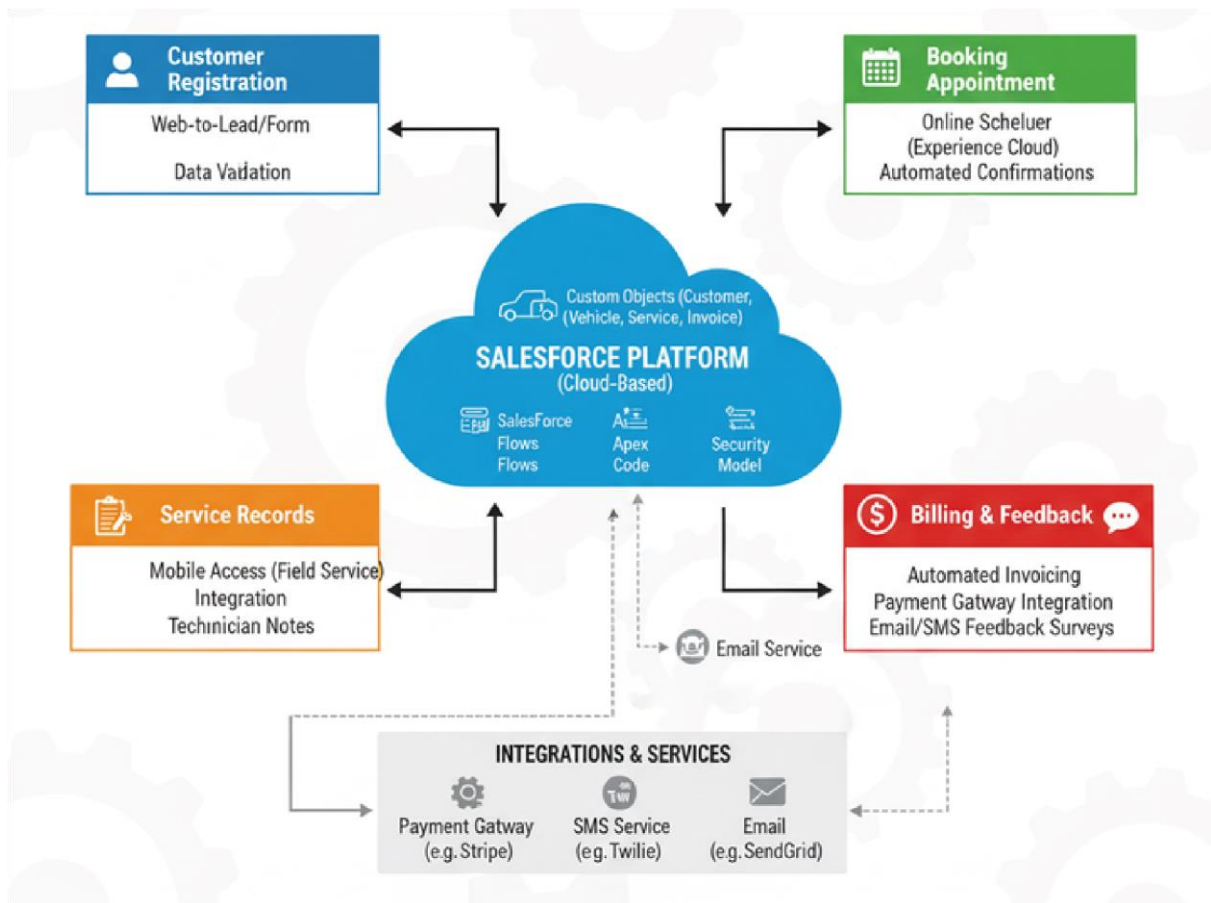 Customer
Registration
Web-to-Lead/Form
Data Vaidation
Booking
Appointment
Online Scheluer
(Experience Cloud)
Automated Confirmations
Custom Objects (Customer,
(Vehicle, Service, Invoice)
SALESFORCE PLATFORM
(Cloud-Based)
SalesForce
Flows
Flows
Apex
Code
Security
Model
Service Records
Mobile Access (Field Service)
Integration
Techinician Notes
Billing & Feedback
Automated Invoicing
Payment Gatway Integration
Email/SMS Feedback Surveys
Email Service
INTEGRATIONS & SERVICES
Payment Gatway
(e.g. Stripe)
SMS Service
(e.g. Twilie)
Email
(e.g. SendGrid)